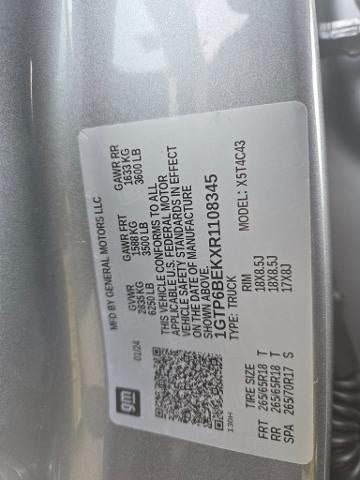 gm
MFD BY GENERAL MOTORS LLC
01/24
GVWR
2835 KG
6250 LB
GAWR FRT
1588 KG
3500 LB
GAWR RR
1633 KG
3600 LB
THIS VEHICLE CONFORMS TO ALL
APPLICABLE U.S. FEDERAL MOTOR
VEHICLE SAFETY STANDARDS IN EFFECT
ON THE DATE OF MANUFACTURE
SHOWN ABOVE.
1GTP6BEKXR1108345
TYPE: TRUCK
MODEL: X5T4C43
130H
TIRE SIZE RIM
FRT 265/65R18 T 18X8.5J
RR 265/65R18 T 18X8.5J
SPA 265/70R17 S 17X8J